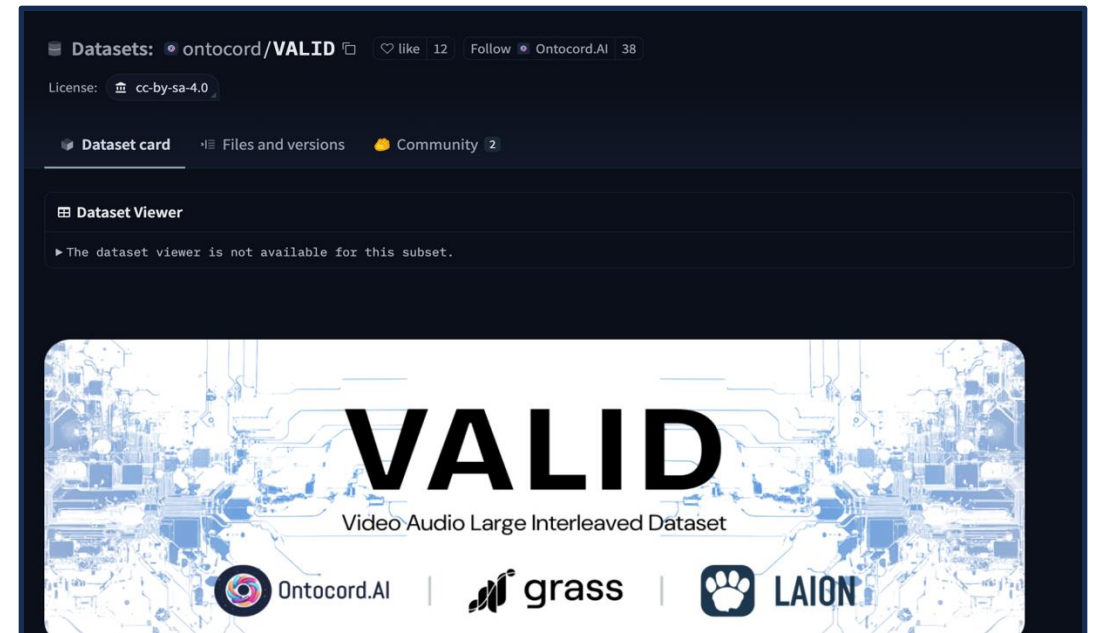 Datasets: ontocord/VALID like 12 Follow Ontocord.AI 38
License: cc-by-sa-4.0
Dataset card Files and versions Community 2
Dataset Viewer
The dataset viewer is not available for this subset.
VALID
Video Audio Large Interleaved Dataset
Ontocord.AI | grass | LAION